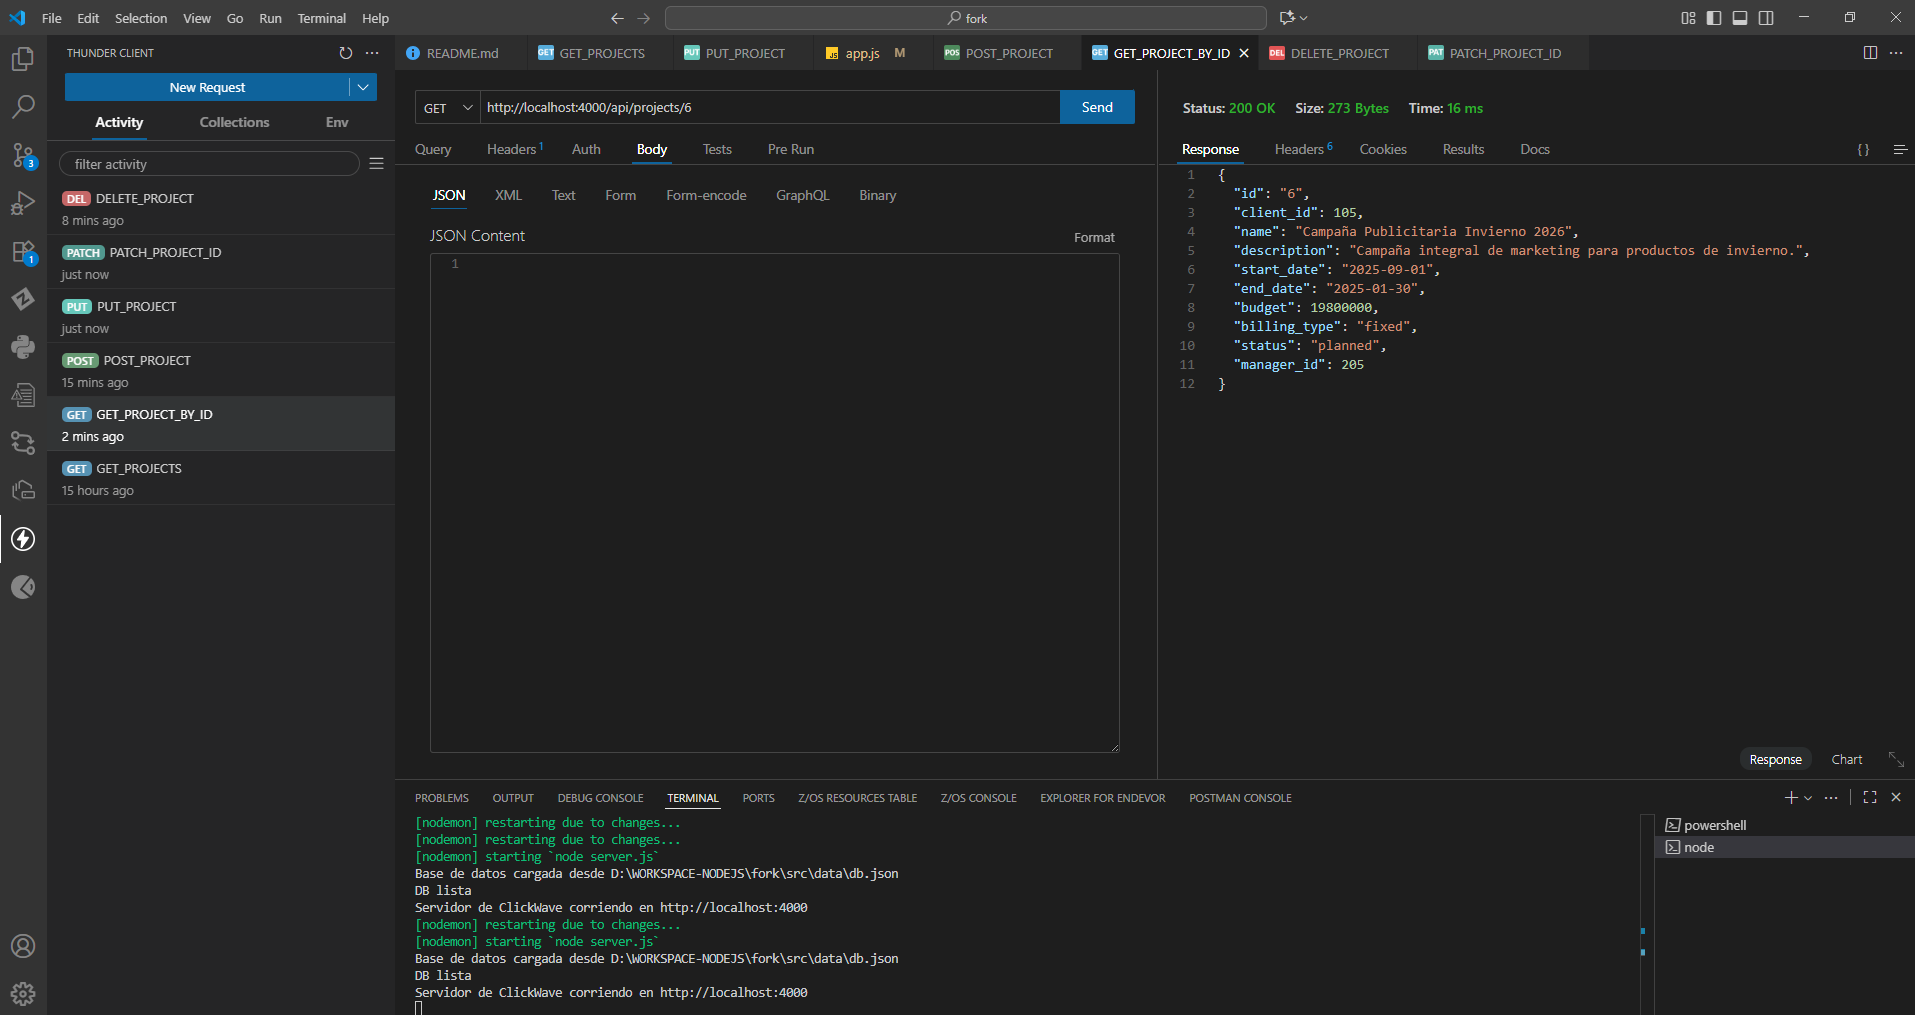 File Edit Selection View Go Run Terminal Help
fork
THUNDER CLIENT
New Request
Activity Collections Env
filter activity
DEL DELETE_PROJECT
8 mins ago
PATCH PATCH_PROJECT_ID
just now
PUT PUT_PROJECT
just now
POST POST_PROJECT
15 mins ago
GET GET_PROJECT_BY_ID
2 mins ago
GET GET_PROJECTS
15 hours ago
3
1
README.md GET GET_PROJECTS PUT PUT_PROJECT JS app.js M POS POST_PROJECT GET GET_PROJECT_BY_ID DEL DELETE_PROJECT PAT PATCH_PROJECT_ID
GET http://localhost:4000/api/projects/6 Send
Query Headers 1 Auth Body Tests Pre Run
JSON XML Text Form Form-encode GraphQL Binary
JSON Content Format
1
Status: 200 OK Size: 273 Bytes Time: 16 ms
Response Headers 6 Cookies Results Docs { }
1 {
2 "id": "6",
3 "client_id": 105,
4 "name": "Campaña Publicitaria Invierno 2026",
5 "description": "Campaña integral de marketing para productos de invierno.",
6 "start_date": "2025-09-01",
7 "end_date": "2025-01-30",
8 "budget": 19800000,
9 "billing_type": "fixed",
10 "status": "planned",
11 "manager_id": 205
12 }
Response Chart
PROBLEMS OUTPUT DEBUG CONSOLE TERMINAL PORTS Z/OS RESOURCES TABLE Z/OS CONSOLE EXPLORER FOR ENDEVOR POSTMAN CONSOLE
[nodemon] restarting due to changes...
[nodemon] restarting due to changes...
[nodemon] starting `node server.js`
Base de datos cargada desde D:\WORKSPACE-NODEJS\fork\src\data\db.json
DB lista
Servidor de ClickWave corriendo en http://localhost:4000
[nodemon] restarting due to changes...
[nodemon] starting `node server.js`
Base de datos cargada desde D:\WORKSPACE-NODEJS\fork\src\data\db.json
DB lista
Servidor de ClickWave corriendo en http://localhost:4000
powershell
node